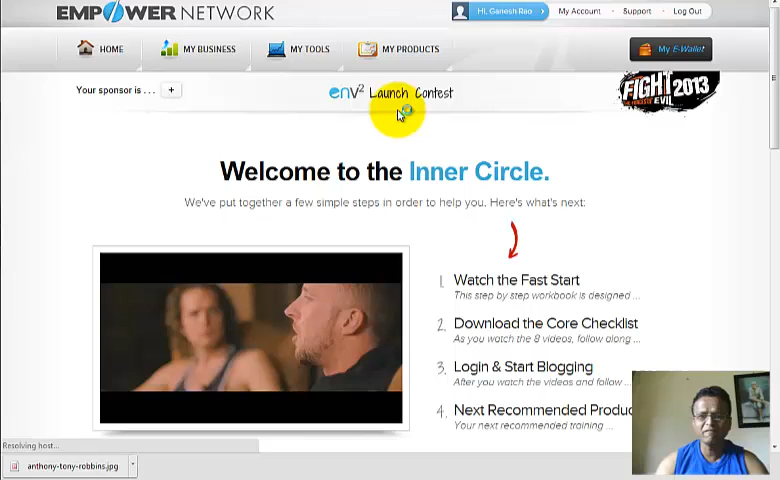 EMPOWER NETWORK
Hi, Ganesh Rao
My Account
Support
Log Out
HOME
MY BUSINESS
MY TOOLS
MY PRODUCTS
My E-Wallet
Your sponsor is . . .
+
env2 Launch Contest
FIGHT 2013
THE FORCES OF EVIL
Welcome to the Inner Circle.
We've put together a few simple steps in order to help you. Here's what's next:
1. Watch the Fast Start
This step by step workbook is designed ...
2. Download the Core Checklist
As you watch the 8 videos, follow along ...
3. Login & Start Blogging
After you watch the videos and follow ...
4. Next Recommended Produc
Your next recommended training ...
Resolving host...
anthony-tony-robbins.jpg